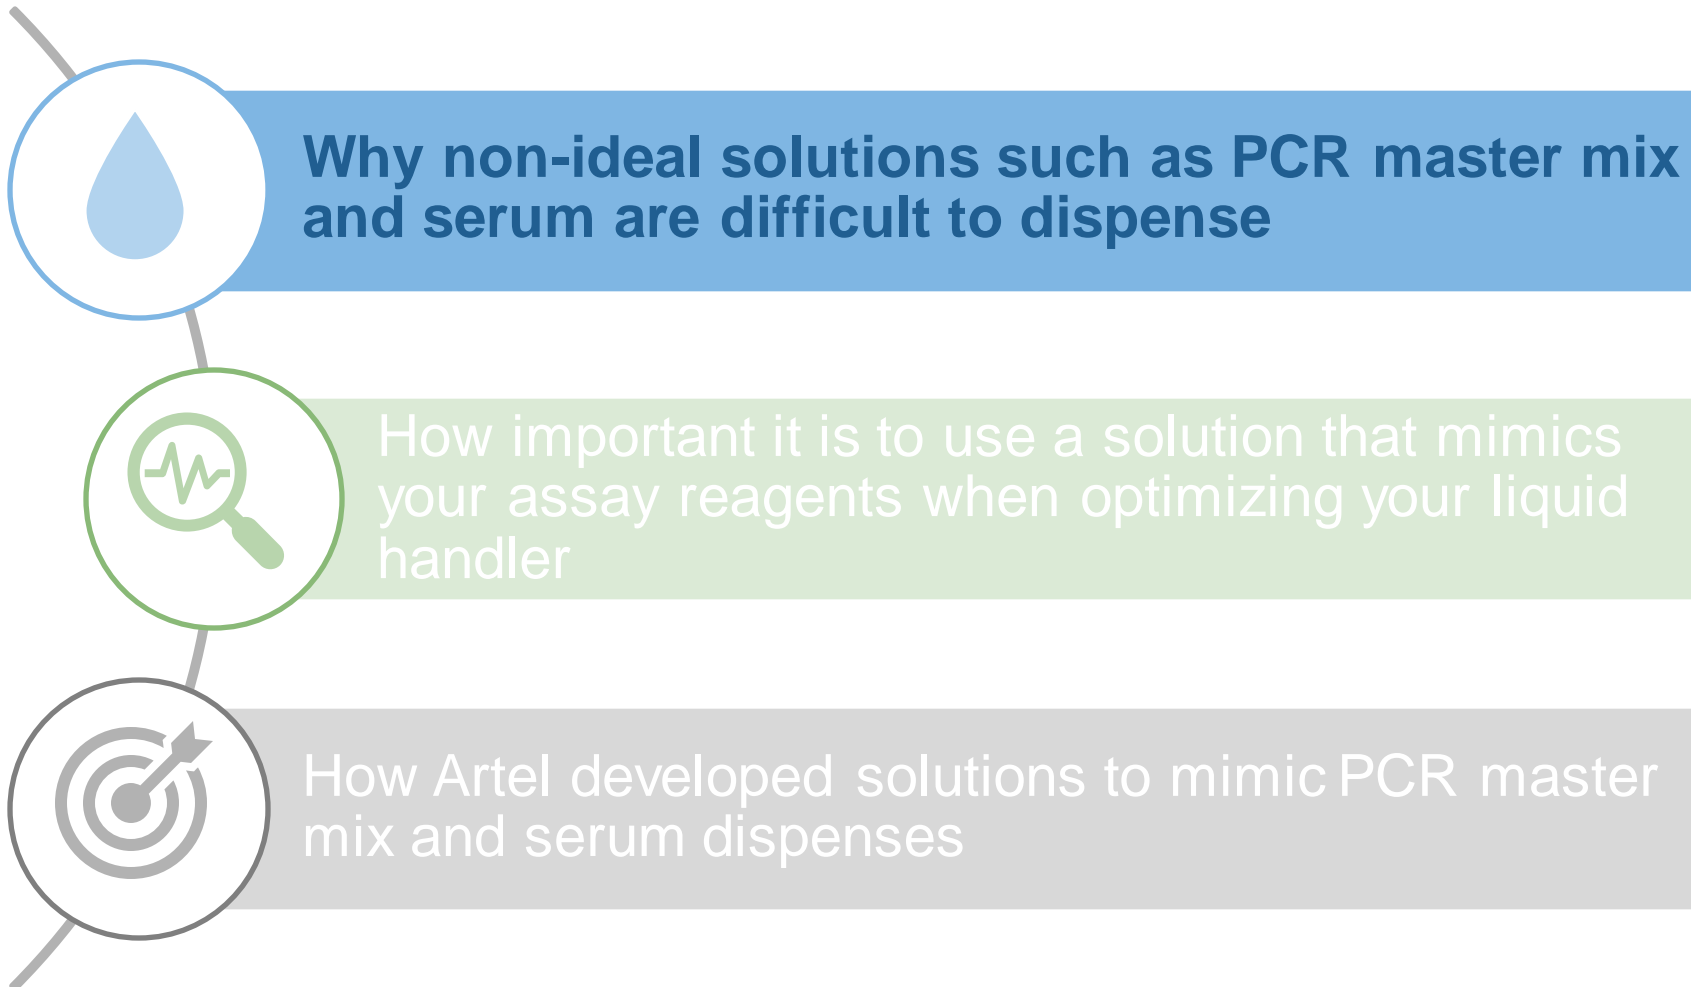 Why non-ideal solutions such as PCR master mix
and serum are difficult to dispense
How important it is to use a solution that mimics
your assay reagents when optimizing your liquid
handler
How Artel developed solutions to mimic PCR master
mix and serum dispenses